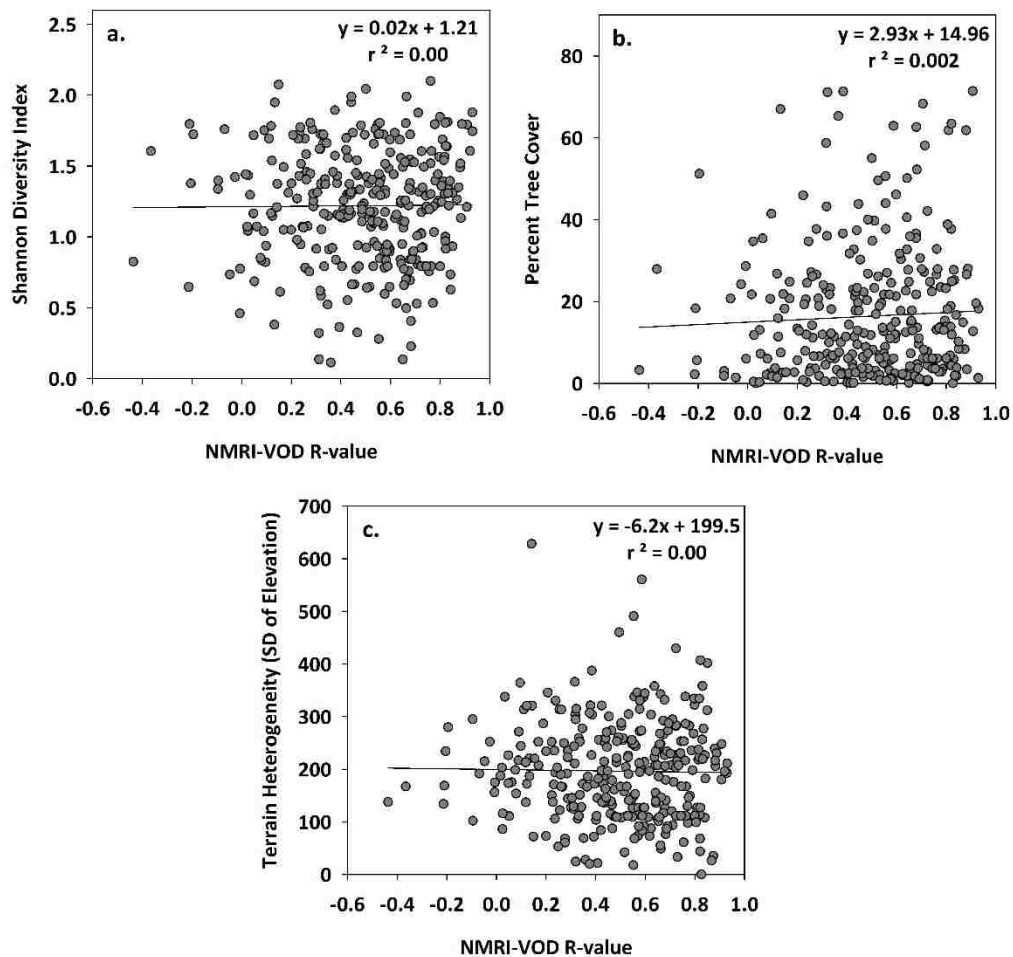 a.
y = 0.02x + 1.21
r ² = 0.00
Shannon Diversity Index
2.5
2.0
1.5
1.0
0.5
0.0
-0.6 -0.4 -0.2 0.0 0.2 0.4 0.6 0.8 1.0
NMRI-VOD R-value
b.
y = 2.93x + 14.96
r ² = 0.002
Percent Tree Cover
80
60
40
20
0
-0.6 -0.4 -0.2 0.0 0.2 0.4 0.6 0.8 1.0
NMRI-VOD R-value
c.
y = -6.2x + 199.5
r ² = 0.00
Terrain Heterogeneity (SD of Elevation)
700
600
500
400
300
200
100
0
-0.6 -0.4 -0.2 0.0 0.2 0.4 0.6 0.8 1.0
NMRI-VOD R-value